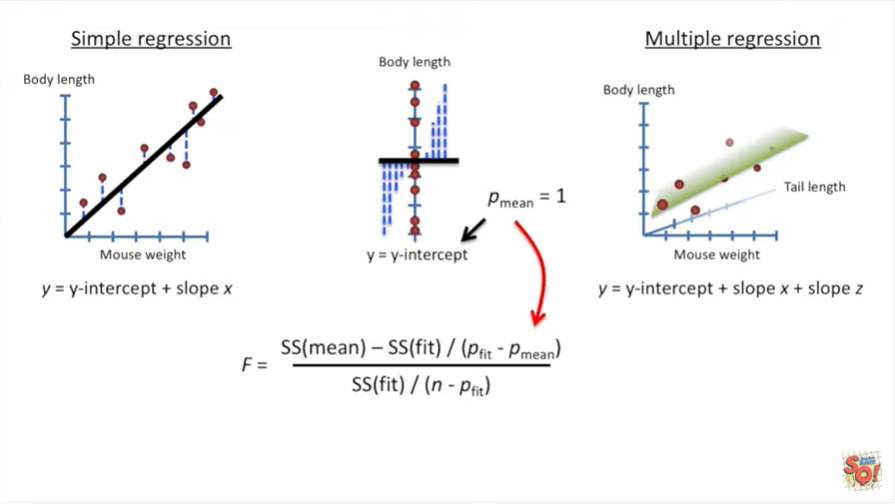 Simple regression
Body length
Mouse weight
y = y-intercept + slope x
Body length
pmean = 1
y = y-intercept
Multiple regression
Body length
Tail length
Mouse weight
y = y-intercept + slope x + slope z
F =
SS(mean) – SS(fit) / (pfit - pmean)
SS(fit) / (n - pfit)
SO!